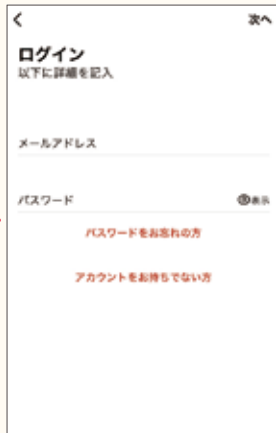 次へ
ログイン
以下に詳細を記入
メールアドレス
パスワード 表示
パスワードをお忘れの方
アカウントをお持ちでない方